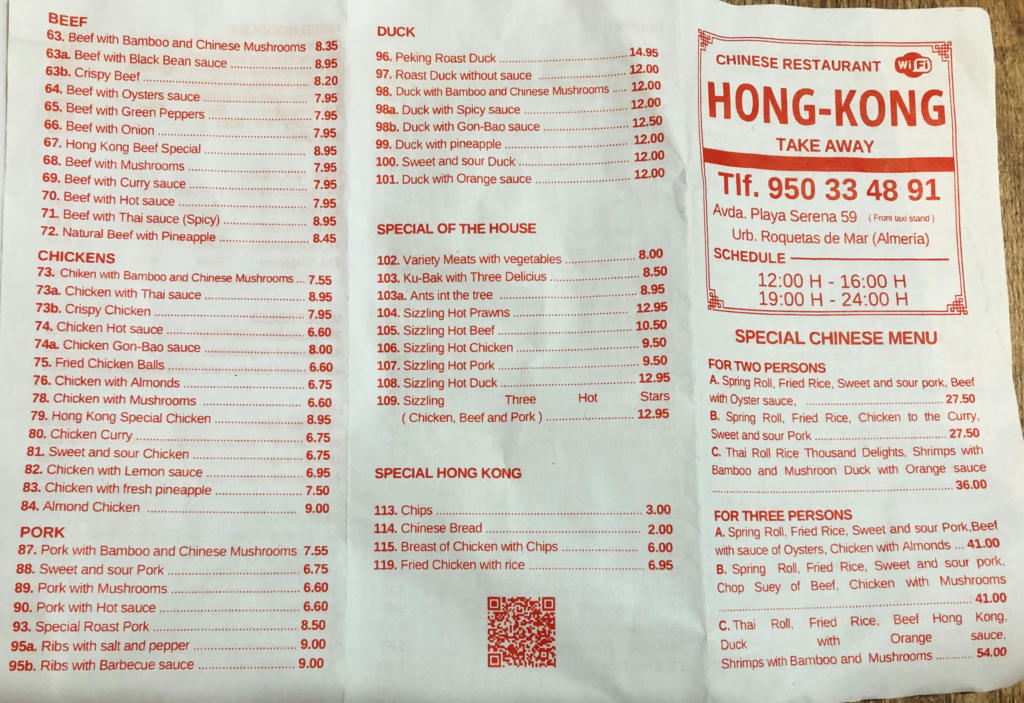 BEEF
63. Beef with Bamboo and Chinese Mushrooms 8.35
63a. Beef with Black Bean sauce 8.95
63b. Crispy Beef 8.20
64. Beef with Oysters sauce 7.95
65. Beef with Green Peppers 7.95
66. Beef with Onion 7.95
67. Hong Kong Beef Special 8.95
68. Beef with Mushrooms 7.95
69. Beef with Curry sauce 7.95
70. Beef with Hot sauce 7.95
71. Beef with Thai sauce (Spicy) 8.95
72. Natural Beef with Pineapple 8.45
CHICKENS
73. Chiken with Bamboo and Chinese Mushrooms 7.55
73a. Chicken with Thai sauce 8.95
73b. Crispy Chicken 7.95
74. Chicken Hot sauce 6.60
74a. Chicken Gon-Bao sauce 8.00
75. Fried Chicken Balls 6.60
76. Chicken with Almonds 6.75
78. Chicken with Mushrooms 6.60
79. Hong Kong Special Chicken 8.95
80. Chicken Curry 6.75
81. Sweet and sour Chicken 6.75
82. Chicken with Lemon sauce 6.95
83. Chicken with fresh pineapple 7.50
84. Almond Chicken 9.00
PORK
87. Pork with Bamboo and Chinese Mushrooms 7.55
88. Sweet and sour Pork 6.75
89. Pork with Mushrooms 6.60
90. Pork with Hot sauce 6.60
93. Special Roast Pork 8.50
95a. Ribs with salt and pepper 9.00
95b. Ribs with Barbecue sauce 9.00
DUCK
96. Peking Roast Duck 14.95
97. Roast Duck without sauce 12.00
98. Duck with Bamboo and Chinese Mushrooms 12.00
98a. Duck with Spicy sauce 12.00
98b. Duck with Gon-Bao sauce 12.50
99. Duck with pineapple 12.00
100. Sweet and sour Duck 12.00
101. Duck with Orange sauce 12.00
SPECIAL OF THE HOUSE
102. Variety Meats with vegetables 8.00
103. Ku-Bak with Three Delicius 8.50
103a. Ants int the tree 8.95
104. Sizzling Hot Prawns 12.95
105. Sizzling Hot Beef 10.50
106. Sizzling Hot Chicken 9.50
107. Sizzling Hot Pork 9.50
108. Sizzling Hot Duck 12.95
109. Sizzling Three Hot Stars
( Chicken, Beef and Pork ) 12.95
SPECIAL HONG KONG
113. Chips 3.00
114. Chinese Bread 2.00
115. Breast of Chicken with Chips 6.00
119. Fried Chicken with rice 6.95
CHINESE RESTAURANT WiFi
HONG-KONG
TAKE AWAY
Tlf. 950 33 48 91
Avda. Playa Serena 59 ( Front taxi stand )
Urb. Roquetas de Mar (Almería)
SCHEDULE
12:00 H - 16:00 H
19:00 H - 24:00 H
SPECIAL CHINESE MENU
FOR TWO PERSONS
A. Spring Roll, Fried Rice, Sweet and sour pork, Beef
with Oyster sauce, 27.50
B. Spring Roll, Fried Rice, Chicken to the Curry,
Sweet and sour Pork 27.50
C. Thai Roll Rice Thousand Delights, Shrimps with
Bamboo and Mushroon Duck with Orange sauce
36.00
FOR THREE PERSONS
A. Spring Roll, Fried Rice, Sweet and sour Pork,Beef
with sauce of Oysters, Chicken with Almonds ... 41.00
B. Spring Roll, Fried Rice, Sweet and sour pork,
Chop Suey of Beef, Chicken with Mushrooms
41.00
C. Thai Roll, Fried Rice, Beef Hong Kong,
Duck with Orange sauce,
Shrimps with Bamboo and Mushrooms 54.00